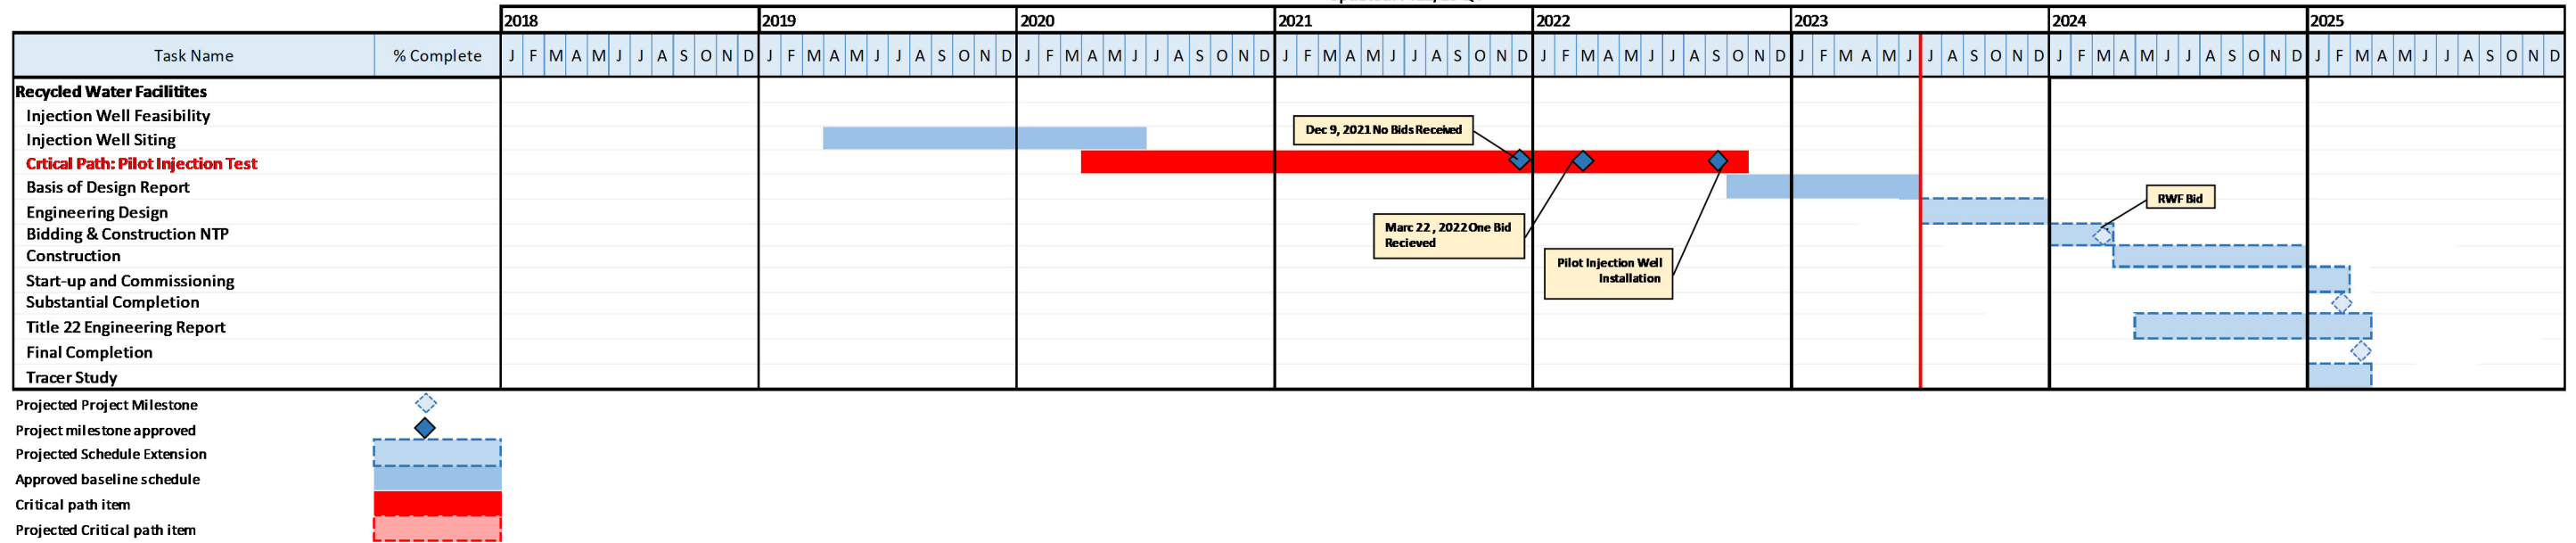 2018 2019 2020 2021 2022 2023 2024 2025
Task Name % Complete J F M A M J J A S O N D J F M A M J J A S O N D J F M A M J J A S O N D J F M A M J J A S O N D J F M A M J J A S O N D J F M A M J J A S O N D J F M A M J J A S O N D J F M A M J J A S O N D
Recycled Water Facilitites
Injection Well Feasibility
Dec 9, 2021 No Bids Received
Injection Well Siting
Crtical Path: Pilot Injection Test
Basis of Design Report
RWF Bid
Engineering Design
Marc 22 , 2022 One Bid
Recieved
Bidding & Construction NTP
Construction
Pilot Injection Well
Installation
Start-up and Commissioning
Substantial Completion
Title 22 Engineering Report
Final Completion
Tracer Study
Projected Project Milestone
Project milestone approved
Projected Schedule Extension
Approved baseline schedule
Critical path item
Projected Critical path item